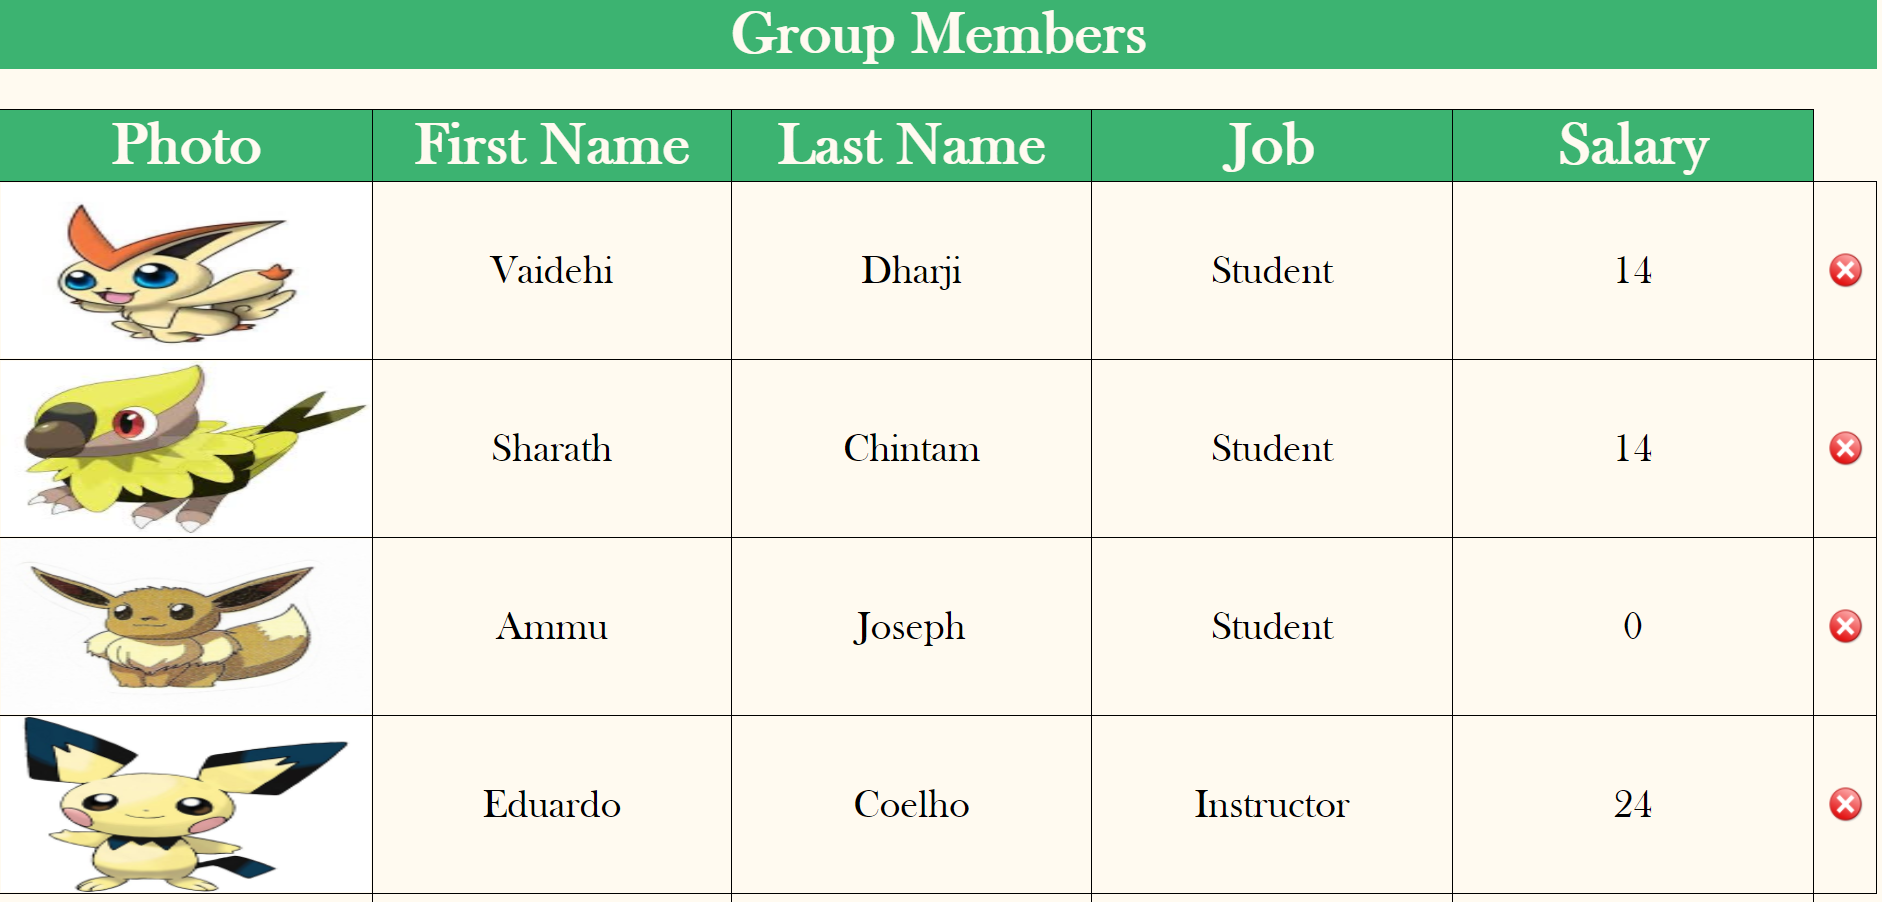 Group Members
Photo First Name Last Name Job Salary
Vaidehi Dharji Student 14
Sharath Chintam Student 14
Ammu Joseph Student 0
Eduardo Coelho Instructor 24